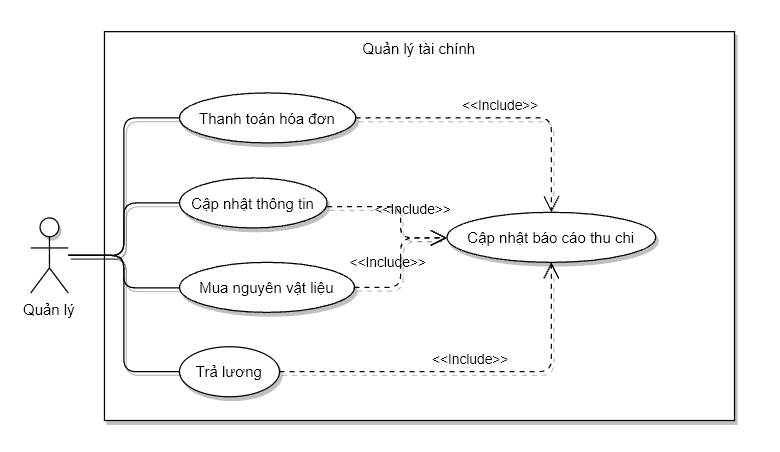 Quản lý tài chính
<<Include>>
Thanh toán hóa đơn
Cập nhật thông tin
<<Include>>
Cập nhật báo cáo thu chi
<<Include>>
Mua nguyên vật liệu
Quản lý
<<Include>>
Trả lương